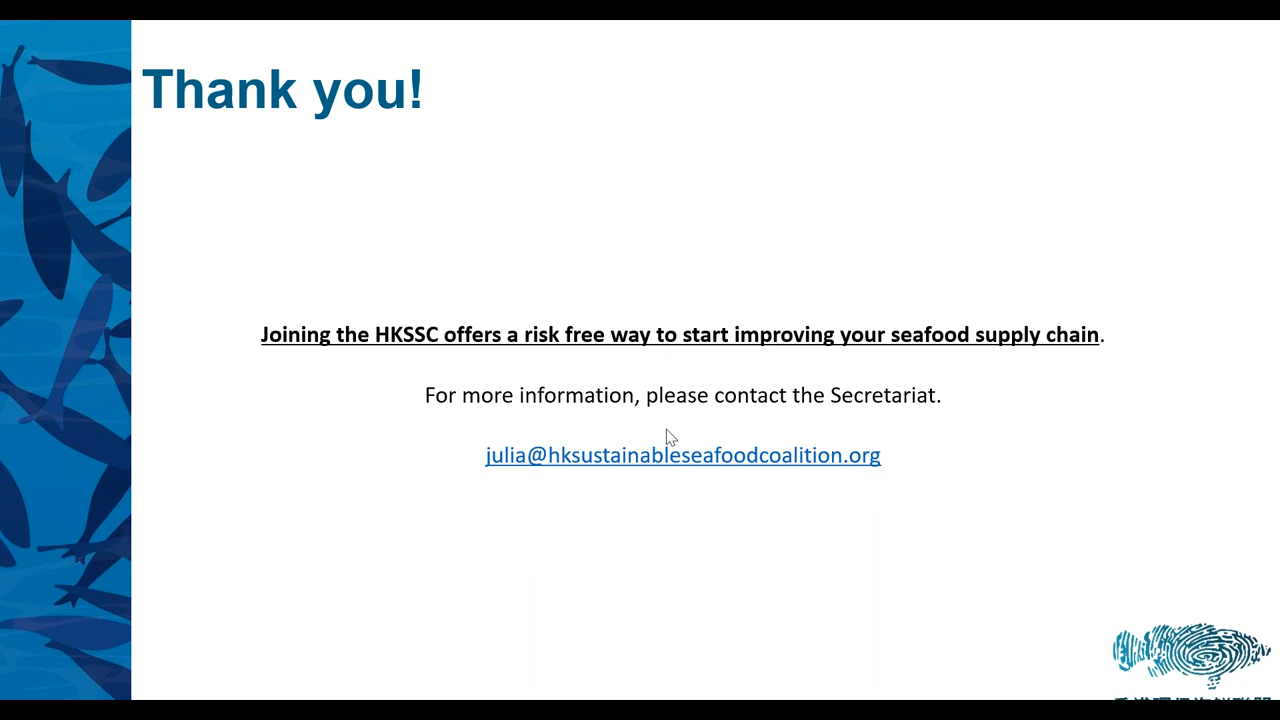 Thank you!
Joining the HKSSC offers a risk free way to start improving your seafood supply chain.
For more information, please contact the Secretariat.
julia@hksustainableseafoodcoalition.org